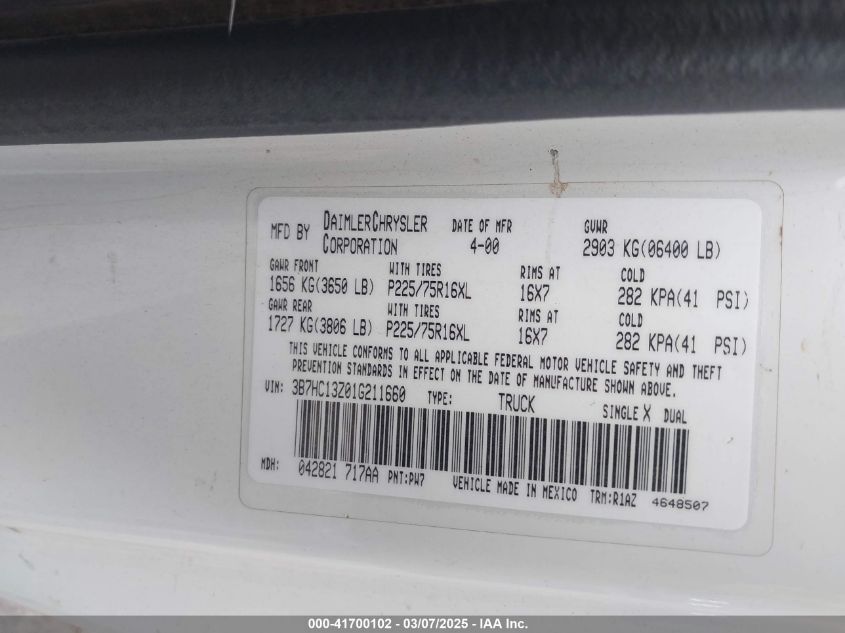 MFD BY DAIMLERCHRYSLER CORPORATION DATE OF MFR 4-00 GVWR 2903 KG(06400 LB)
GAWR FRONT WITH TIRES RIMS AT COLD
1656 KG(3650 LB) P225/75R16XL 16X7 282 KPA(41 PSI)
GAWR REAR WITH TIRES RIMS AT COLD
1727 KG(3806 LB) P225/75R16XL 16X7 282 KPA(41 PSI)
THIS VEHICLE CONFORMS TO ALL APPLICABLE FEDERAL MOTOR VEHICLE SAFETY AND THEFT
PREVENTION STANDARDS IN EFFECT ON THE DATE OF MANUFACTURE SHOWN ABOVE.
VIN: 3B7HC13Z01G211660 TYPE: TRUCK SINGLE X DUAL
MDH: 042821 717AA PNT:PW7 VEHICLE MADE IN MEXICO TRM:R1AZ 4648507
000-41700102 - 03/07/2025 - IAA Inc.